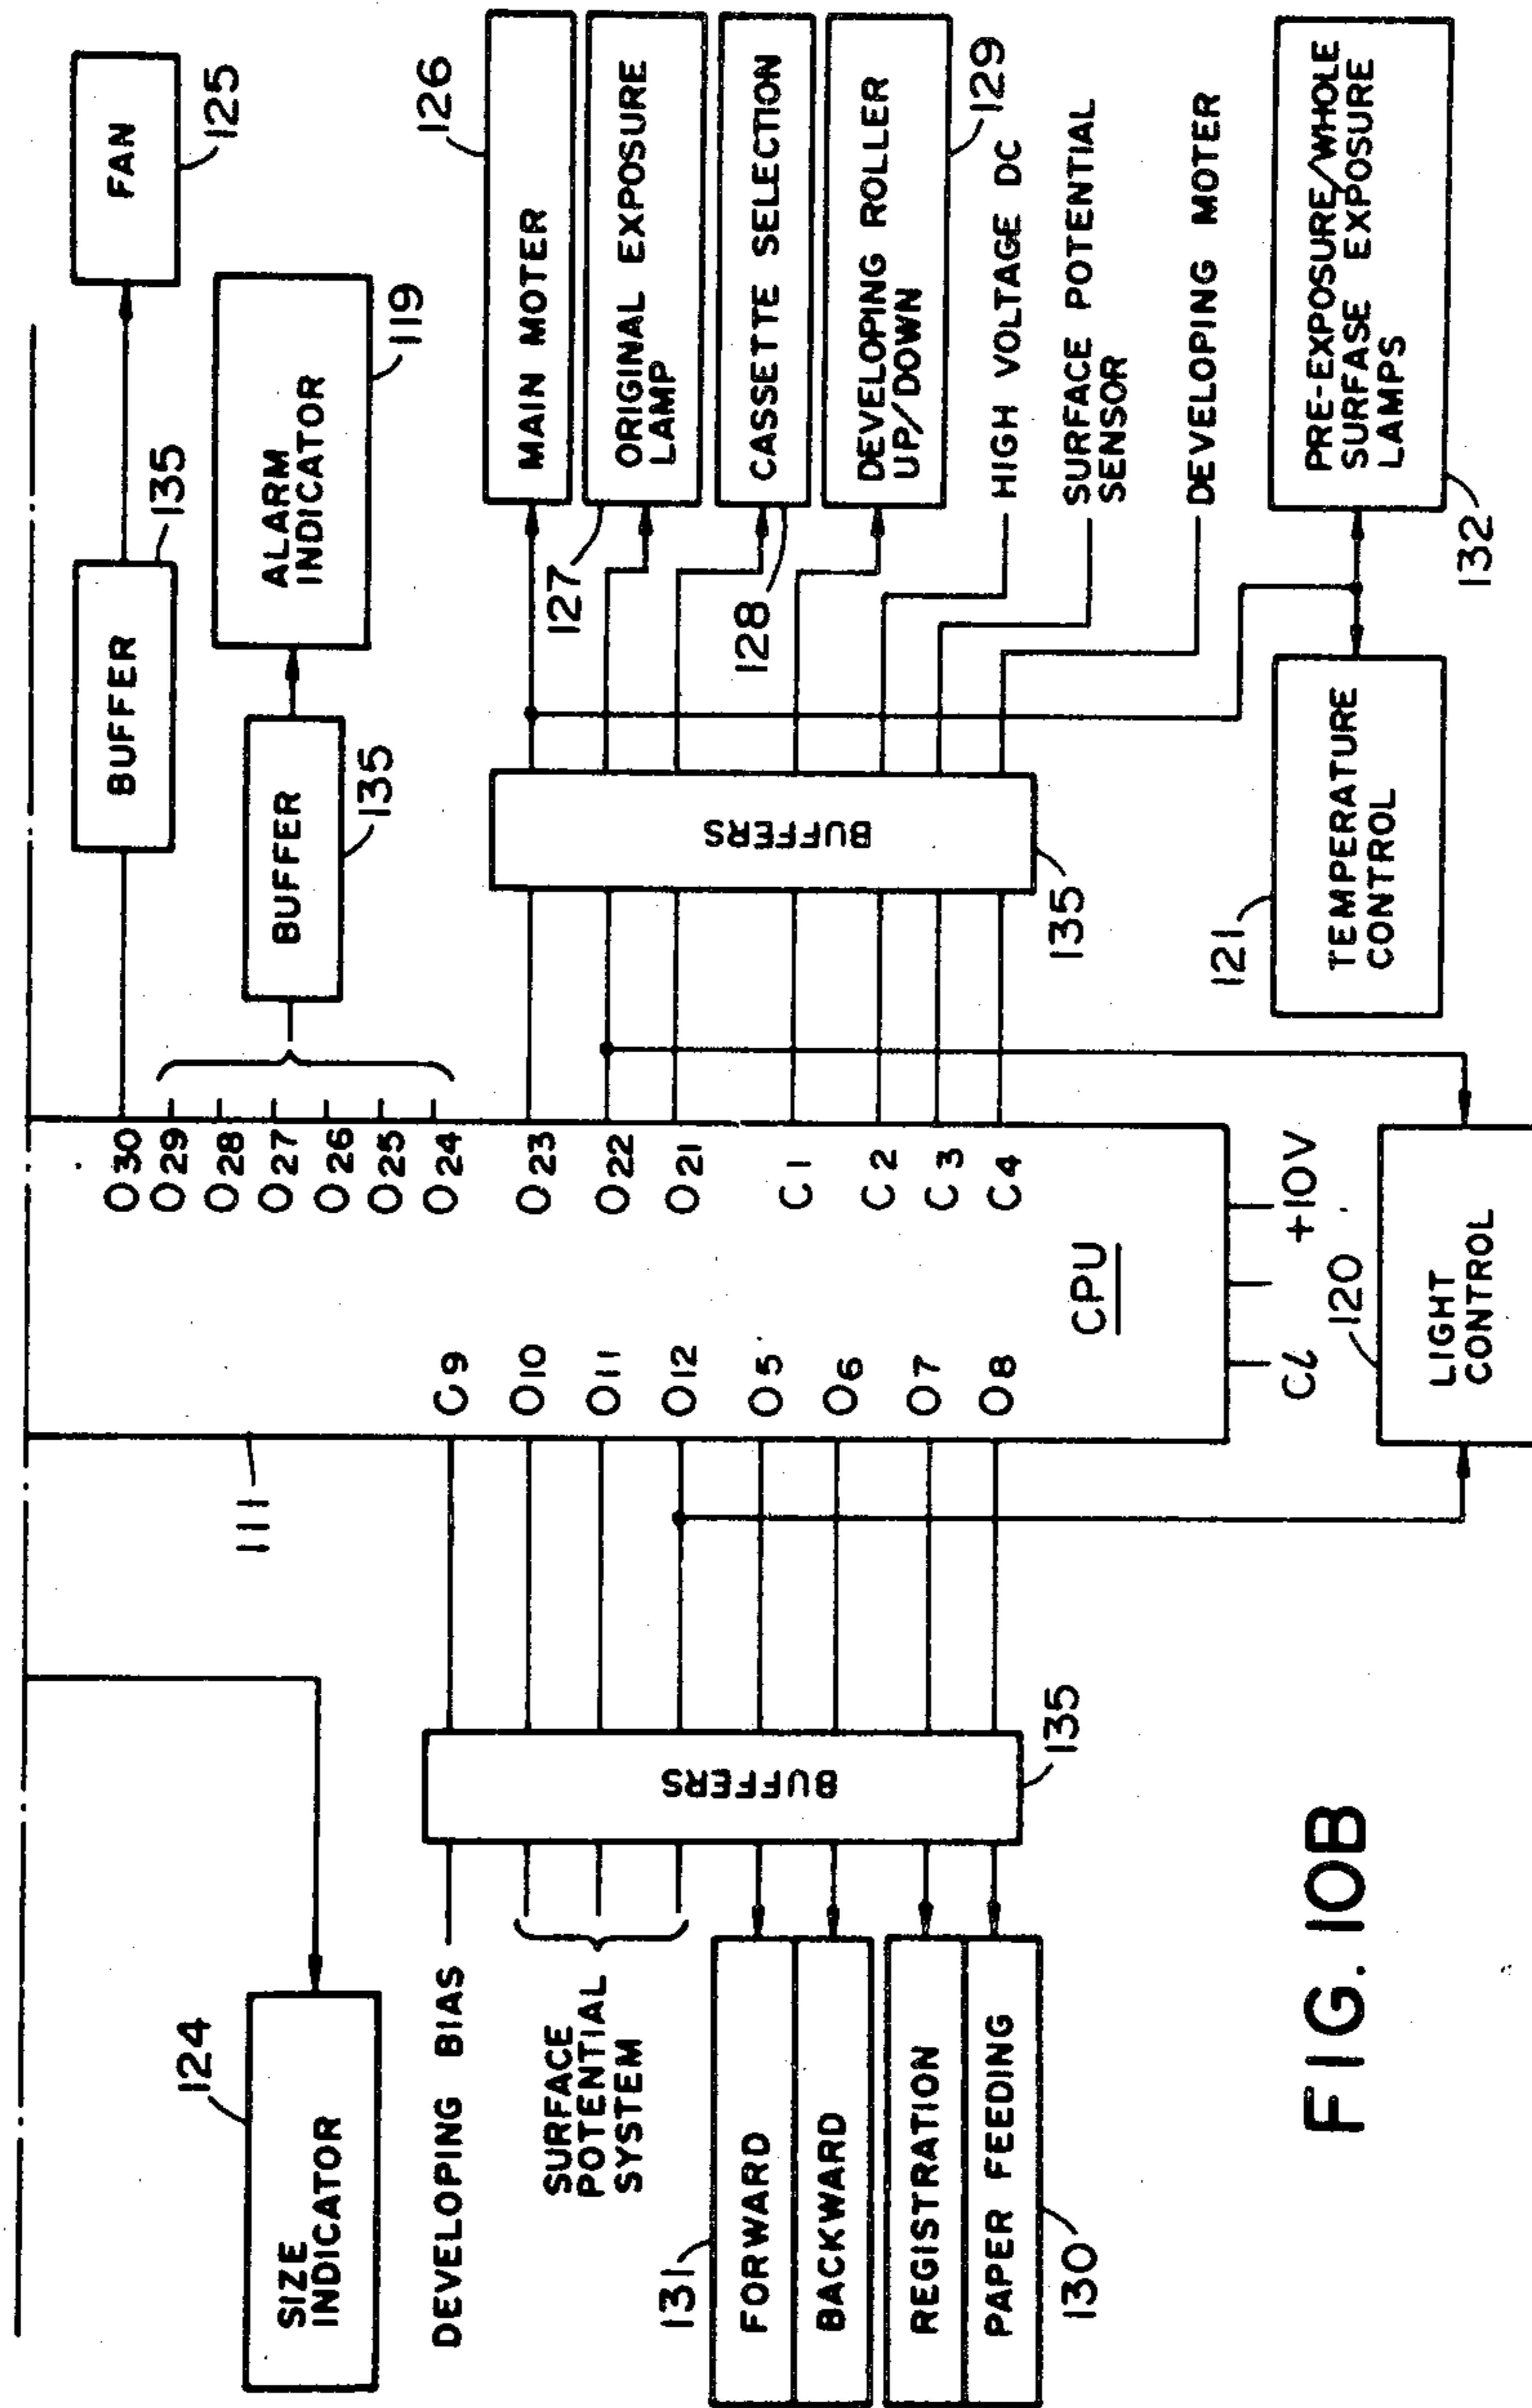 FAN
125
BUFFER
135
ALARM
INDICATOR
119
BUFFER
135
124
SIZE
INDICATOR
111
O30
O29
O28
O27
O26
O25
O24
O23
O22
O21
C1
C2
C3
C4
O9
O10
O11
O12
O5
O6
O7
O8
CPU
+10V
BUFFERS
135
126
MAIN MOTER
127
ORIGINAL EXPOSURE
LAMP
CASSETTE SELECTION
128
DEVELOPING ROLLER
UP/DOWN
129
HIGH VOLTAGE DC
SURFACE POTENTIAL
SENSOR
DEVELOPING MOTER
PRE-EXPOSURE/WHOLE
SURFASE EXPOSURE
LAMPS
132
121
TEMPERATURE
CONTROL
120
LIGHT
CONTROL
BUFFERS
135
DEVELOPING BIAS
SURFACE
POTENTIAL
SYSTEM
131
FORWARD
BACKWARD
REGISTRATION
PAPER FEEDING
130
FIG. 10B